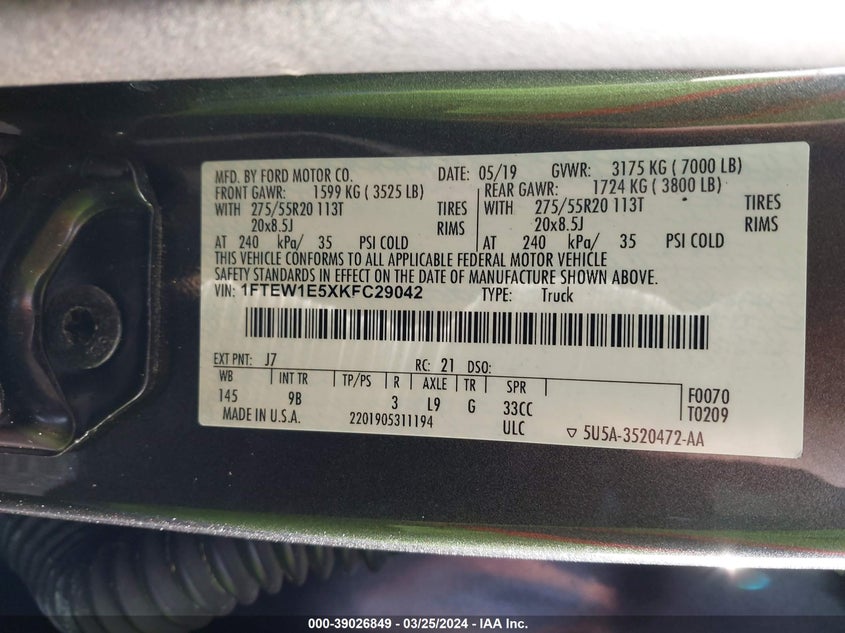 MFD. BY FORD MOTOR CO. DATE: 05/19 GVWR: 3175 KG ( 7000 LB)
FRONT GAWR: 1599 KG ( 3525 LB) REAR GAWR: 1724 KG ( 3800 LB)
WITH 275/55R20 113T TIRES WITH 275/55R20 113T TIRES
20x8.5J RIMS 20x8.5J RIMS
AT 240 kPa/ 35 PSI COLD AT 240 kPa/ 35 PSI COLD
THIS VEHICLE CONFORMS TO ALL APPLICABLE FEDERAL MOTOR VEHICLE
SAFETY STANDARDS IN EFFECT ON THE DATE OF MANUFACTURE SHOWN ABOVE.
VIN: 1FTEW1E5XKFC29042 TYPE: Truck
EXT PNT: J7 RC: 21 DSO:
WB INT TR TP/PS R AXLE TR SPR F0070
145 9B 3 L9 G 33CC T0209
MADE IN U.S.A. 2201905311194 ULC ▽ 5U5A-3520472-AA
000-39026849 - 03/25/2024 - IAA Inc.